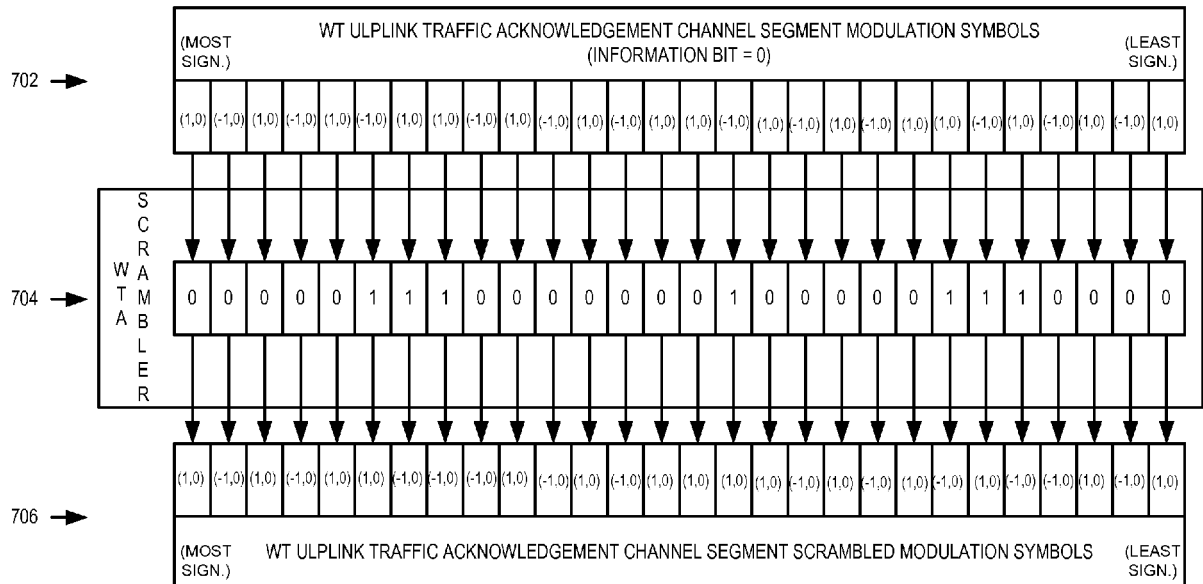 (MOST
SIGN.)
WT ULPLINK TRAFFIC ACKNOWLEDGEMENT CHANNEL SEGMENT MODULATION SYMBOLS
(INFORMATION BIT = 0)
(LEAST
SIGN.)
702
(1,0) (-1,0) (1,0) (-1,0) (1,0) (-1,0) (1,0) (1,0) (-1,0) (1,0) (-1,0) (-1,0) (1,0) (1,0) (1,0) (-1,0) (1,0) (-1,0) (1,0) (-1,0) (1,0) (1,0) (-1,0) (1,0) (-1,0) (1,0) (-1,0) (1,0)
WTA
SCRAMBLER
704
0 0 0 0 0 1 1 1 0 0 0 0 0 0 0 1 0 0 0 0 0 1 1 1 0 0 0 0
(1,0) (-1,0) (1,0) (-1,0) (1,0) (1,0) (-1,0) (-1,0) (-1,0) (1,0) (-1,0) (-1,0) (1,0) (1,0) (1,0) (1,0) (1,0) (-1,0) (1,0) (-1,0) (1,0) (-1,0) (1,0) (-1,0) (-1,0) (1,0) (-1,0) (1,0)
706
(MOST
SIGN.)
WT ULPLINK TRAFFIC ACKNOWLEDGEMENT CHANNEL SEGMENT SCRAMBLED MODULATION SYMBOLS
(LEAST
SIGN.)